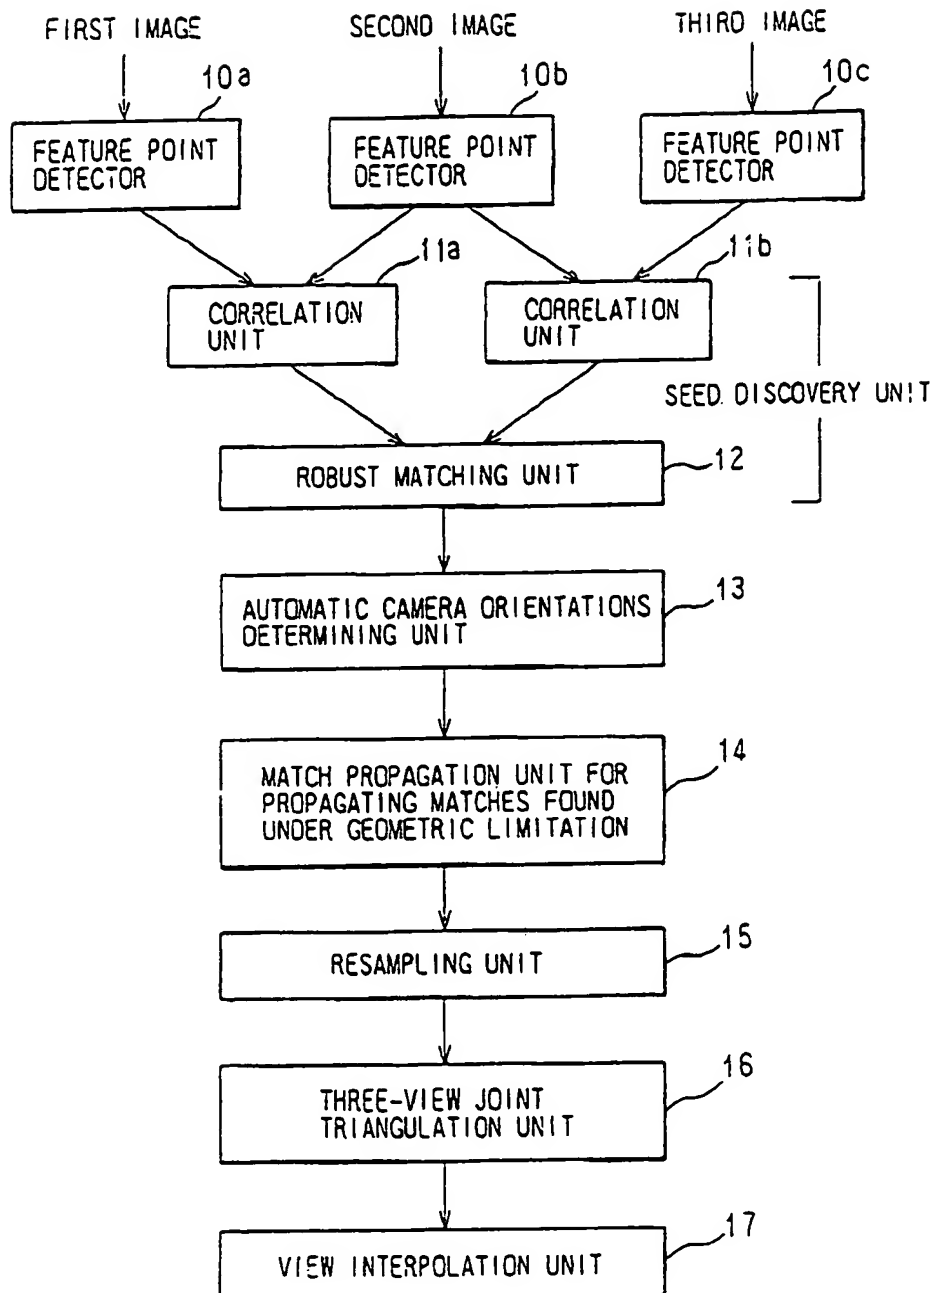 FIRST IMAGE
SECOND IMAGE
THIRD IMAGE
10a
10b
10c
FEATURE POINT
DETECTOR
FEATURE POINT
DETECTOR
FEATURE POINT
DETECTOR
11a
11b
CORRELATION
UNIT
CORRELATION
UNIT
SEED DISCOVERY UNIT
ROBUST MATCHING UNIT
12
AUTOMATIC CAMERA ORIENTATIONS
DETERMINING UNIT
13
MATCH PROPAGATION UNIT FOR
PROPAGATING MATCHES FOUND
UNDER GEOMETRIC LIMITATION
14
RESAMPLING UNIT
15
THREE-VIEW JOINT
TRIANGULATION UNIT
16
VIEW INTERPOLATION UNIT
17